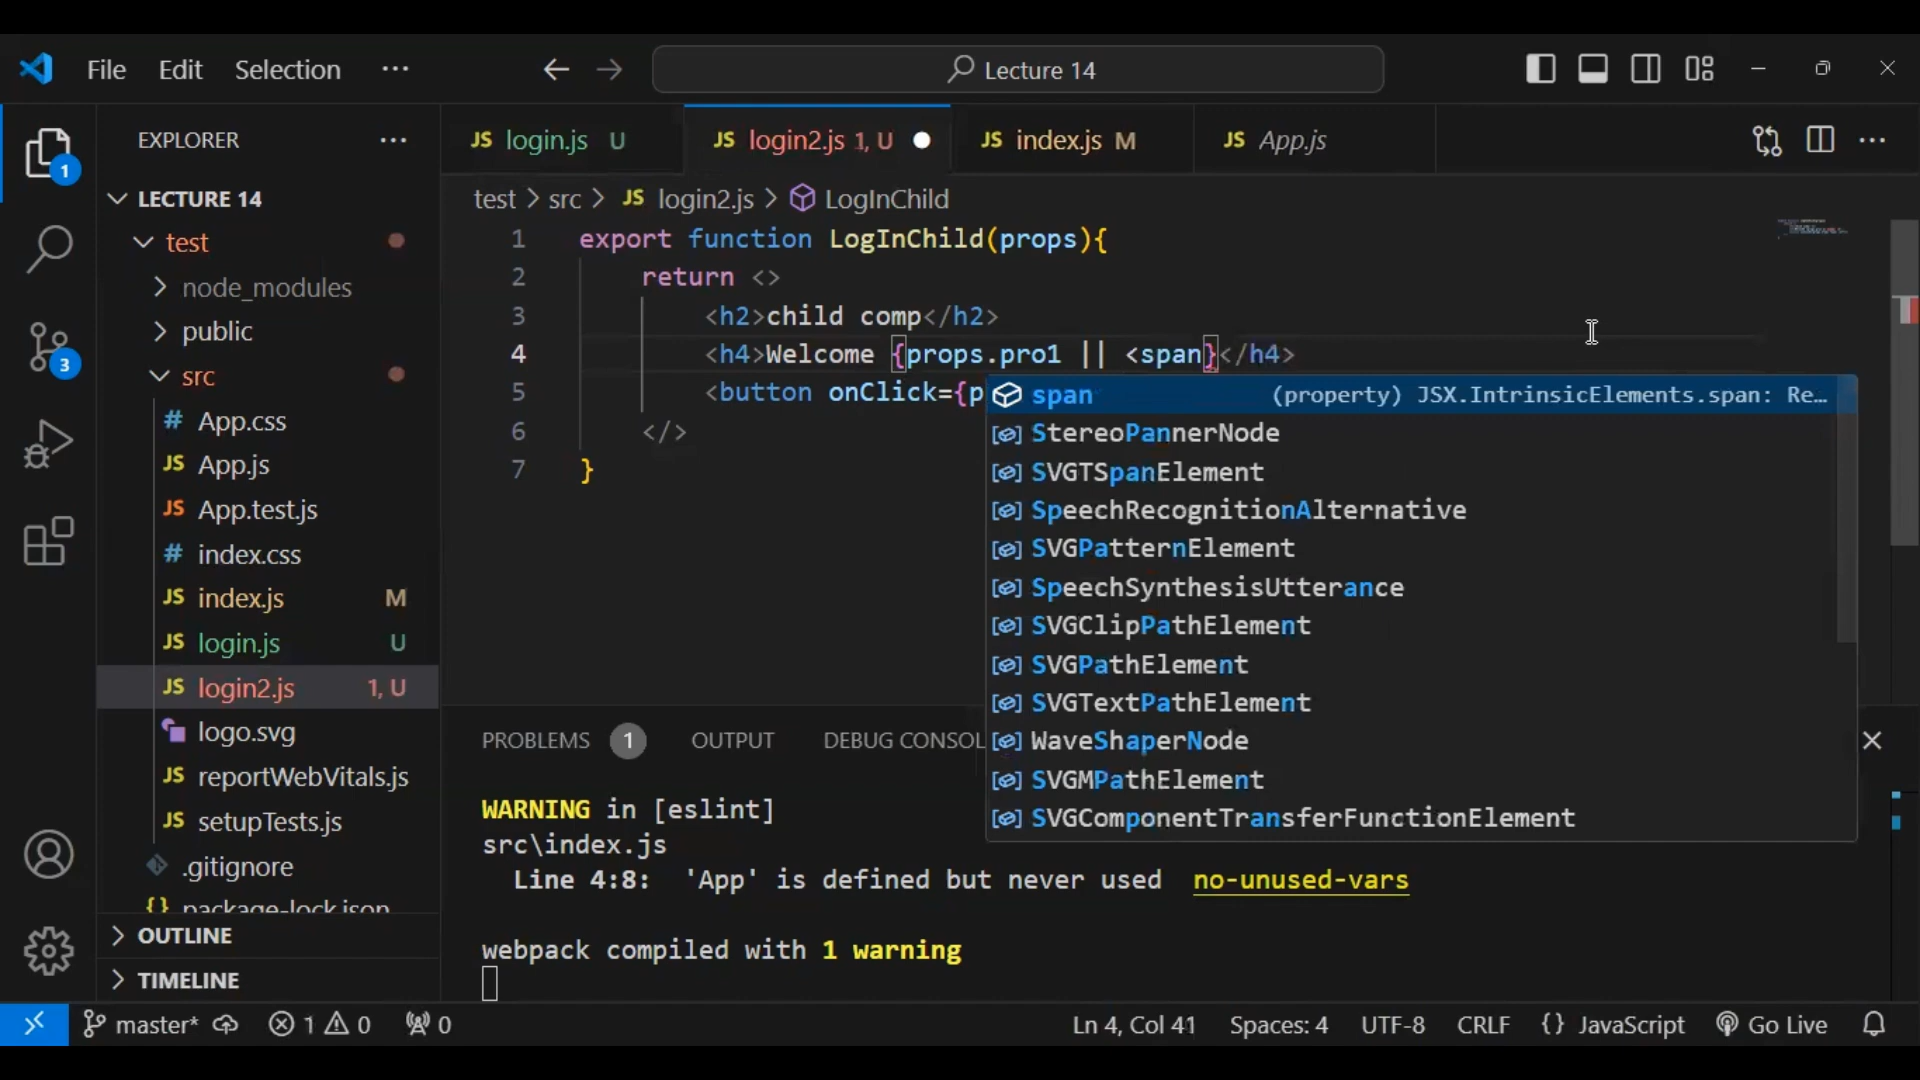 File Edit Selection ··· Lecture 14
EXPLORER ···
1
LECTURE 14
test
node_modules
public
src
App.css
App.js
App.test.js
index.css
index.js M
login.js U
login2.js 1, U
logo.svg
reportWebVitals.js
setupTests.js
.gitignore
package-lock.json
OUTLINE
TIMELINE
3
JS login.js U JS login2.js 1, U JS index.js M JS App.js
test > src > JS login2.js > LogInChild
1 export function LogInChild(props){
2 return <>
3 <h2>child comp</h2>
4 <h4>Welcome {props.pro1 || <span}</h4>
5 <button onClick={p
6 </>
7 }
span (property) JSX.IntrinsicElements.span: Re…
StereoPannerNode
SVGTSpanElement
SpeechRecognitionAlternative
SVGPatternElement
SpeechSynthesisUtterance
SVGClipPathElement
SVGPathElement
SVGTextPathElement
WaveShaperNode
SVGMPathElement
SVGComponentTransferFunctionElement
PROBLEMS 1 OUTPUT DEBUG CONSOL
WARNING in [eslint]
src\index.js
Line 4:8: 'App' is defined but never used no-unused-vars
webpack compiled with 1 warning
master* 1 0 0 Ln 4, Col 41 Spaces: 4 UTF-8 CRLF {} JavaScript Go Live